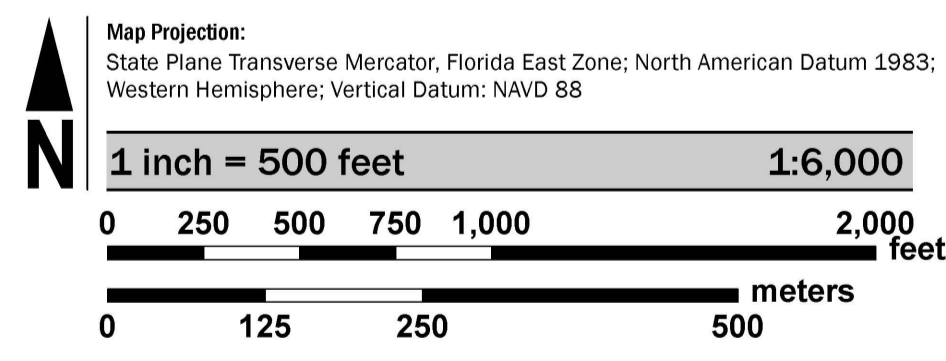 N
Map Projection:
State Plane Transverse Mercator, Florida East Zone; North American Datum 1983;
Western Hemisphere; Vertical Datum: NAVD 88
1 inch = 500 feet 1:6,000
0 250 500 750 1,000 2,000
feet
meters
0 125 250 500